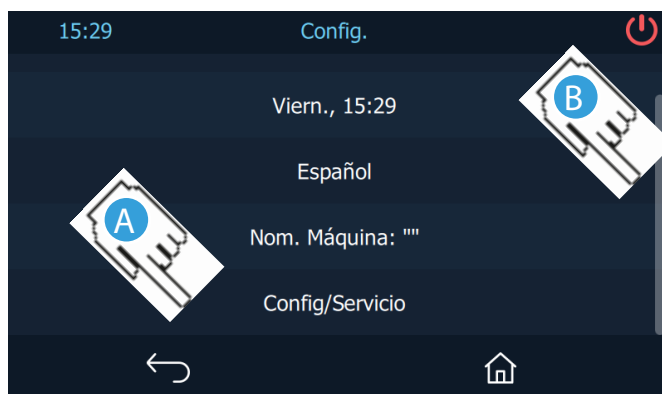 15:29 Config.
B
Viern., 15:29
Español
A
Nom. Máquina: ""
Config/Servicio